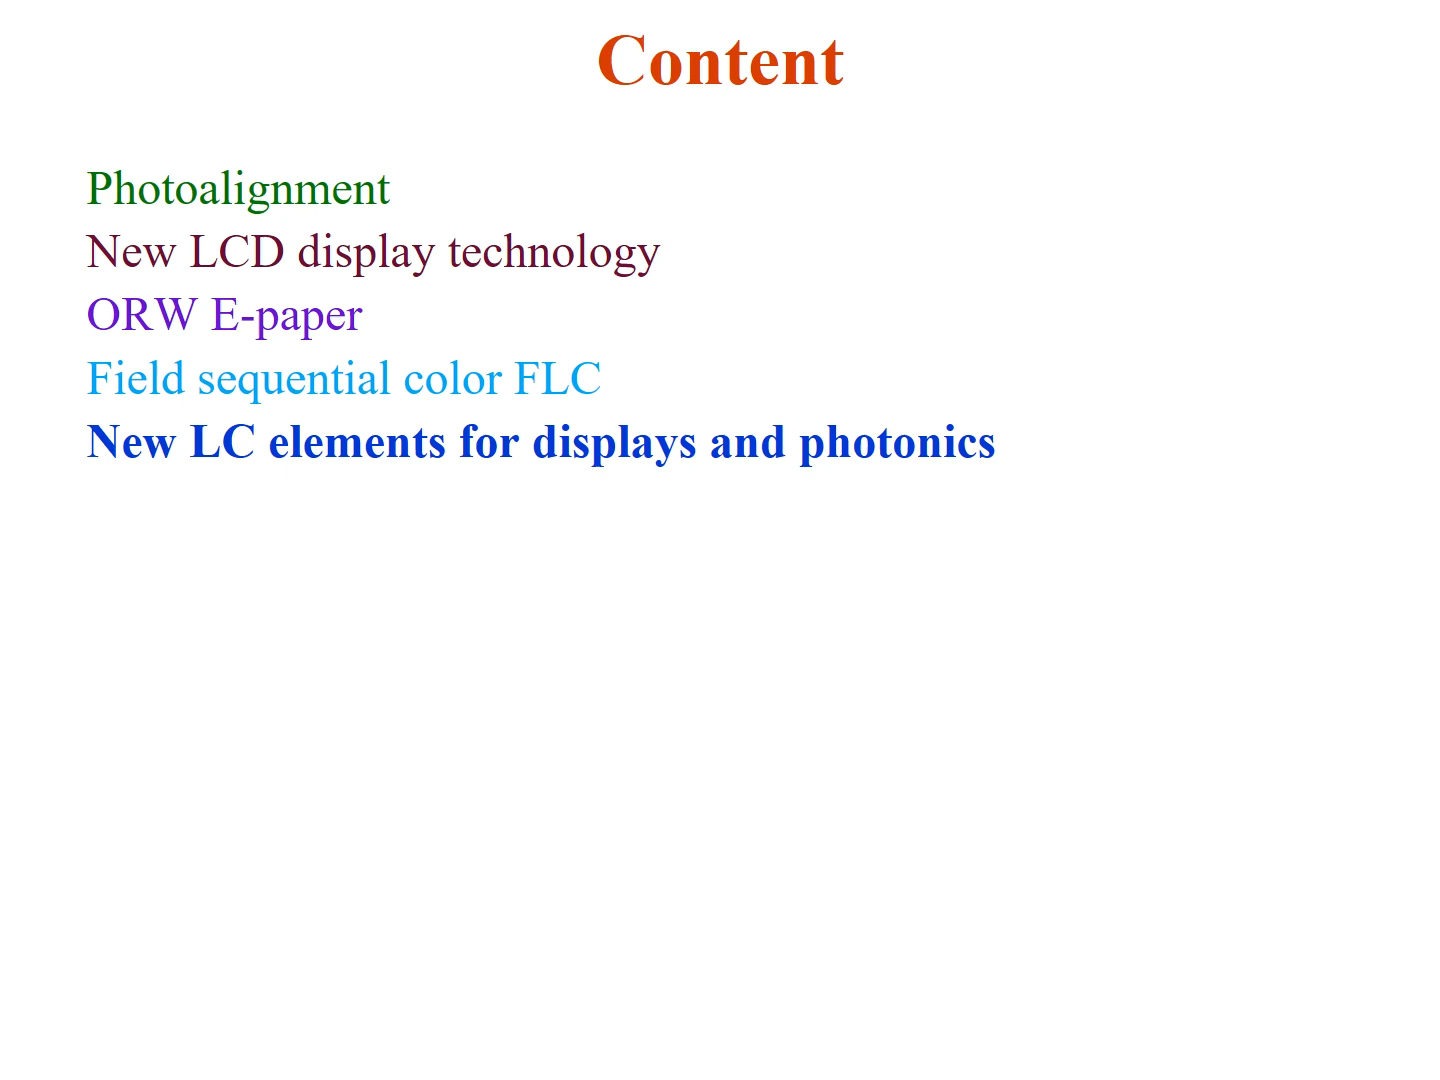 Content
Photoalignment
New LCD display technology
ORW E-paper
Field sequential color FLC
New LC elements for displays and photonics